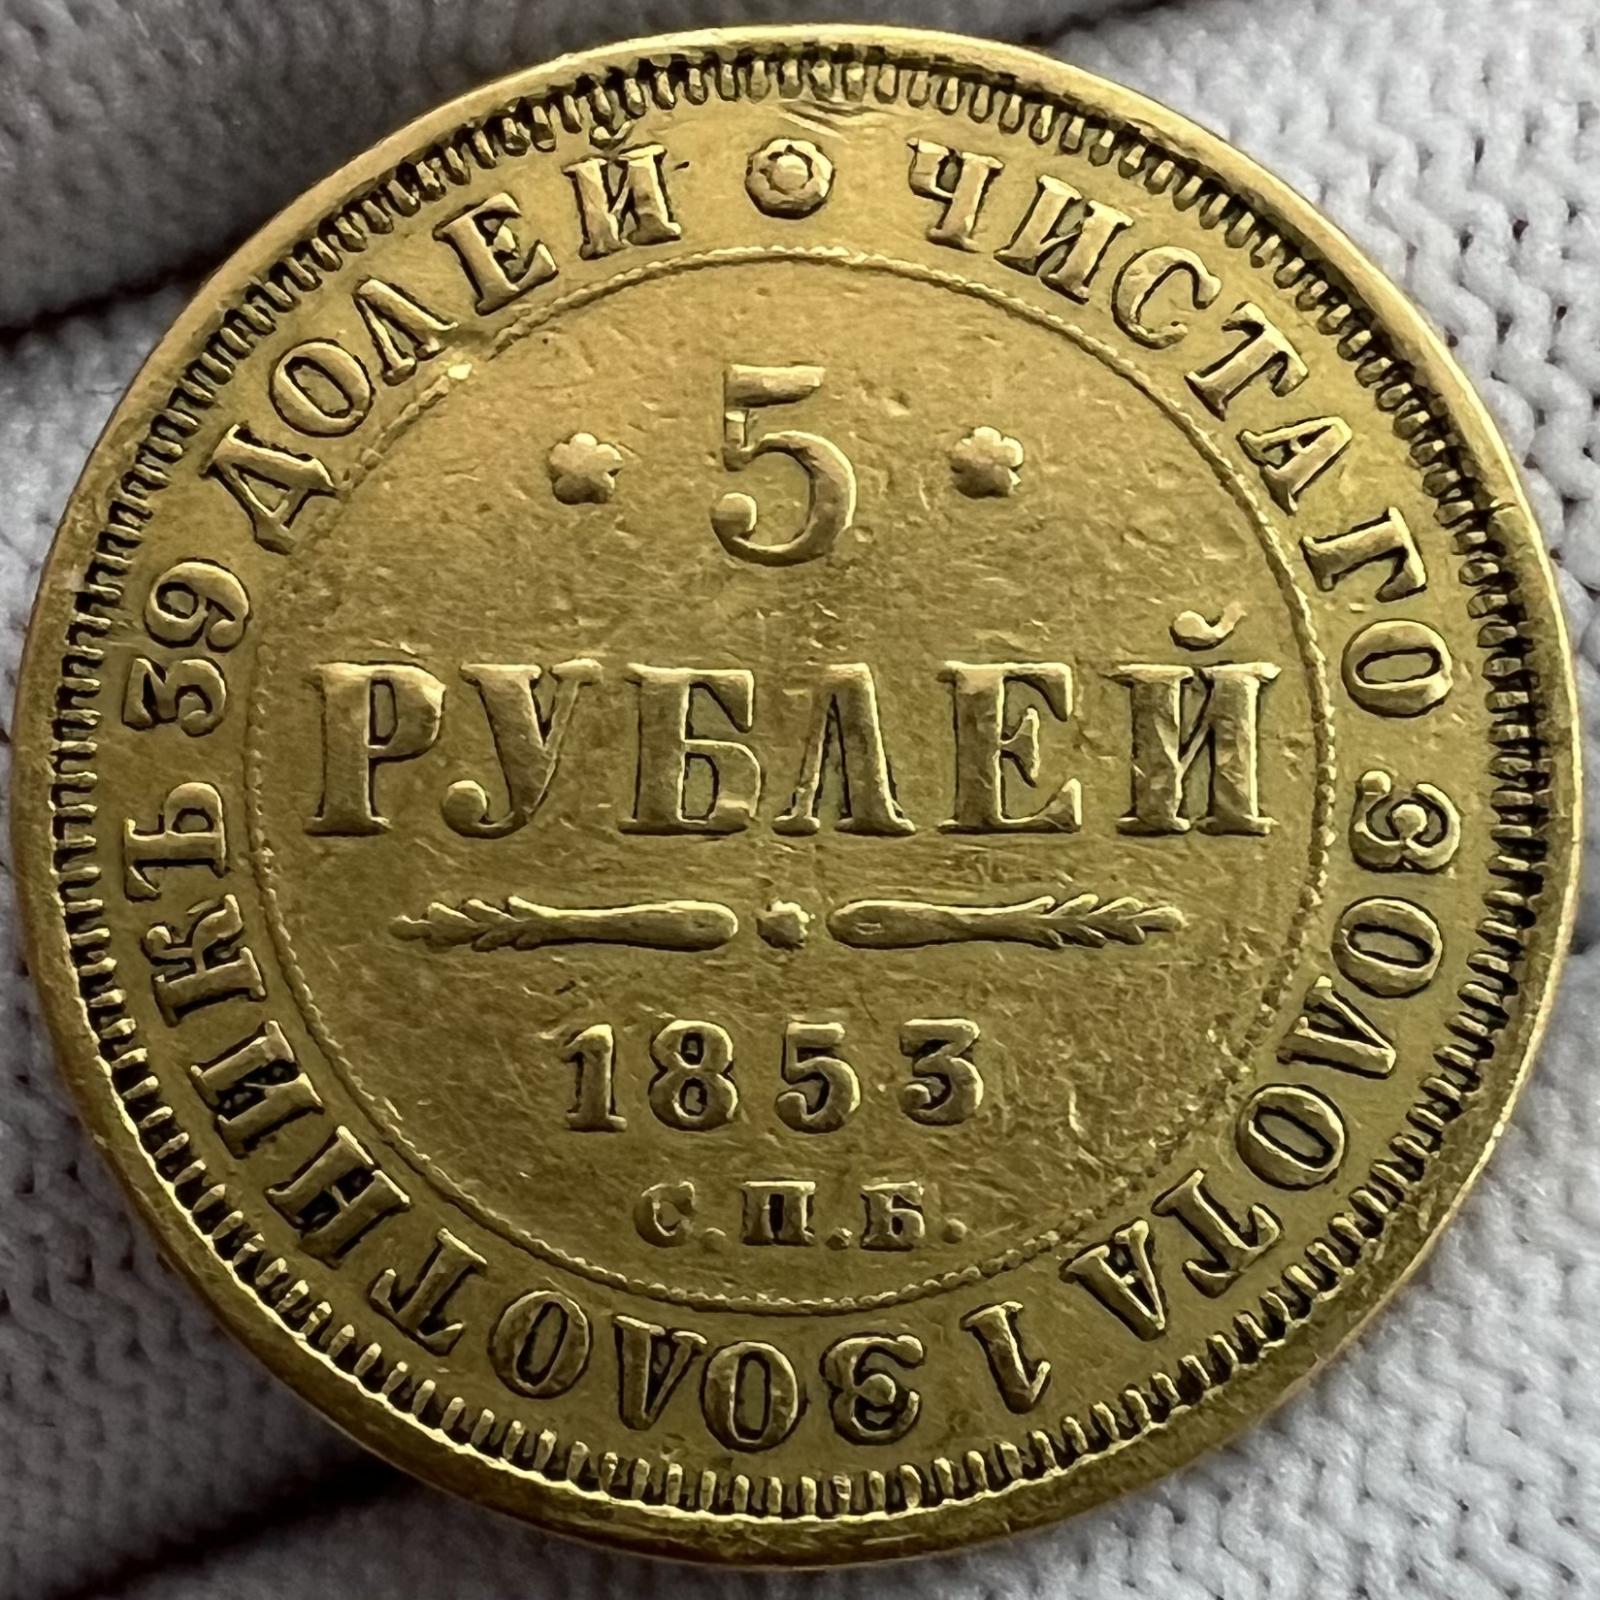 ЧИСТАГО ЗОЛОТА 1 ЗОЛОТНИКЪ 39 ДОЛЕЙ
5
РУБЛЕЙ
1853
С.П.Б.